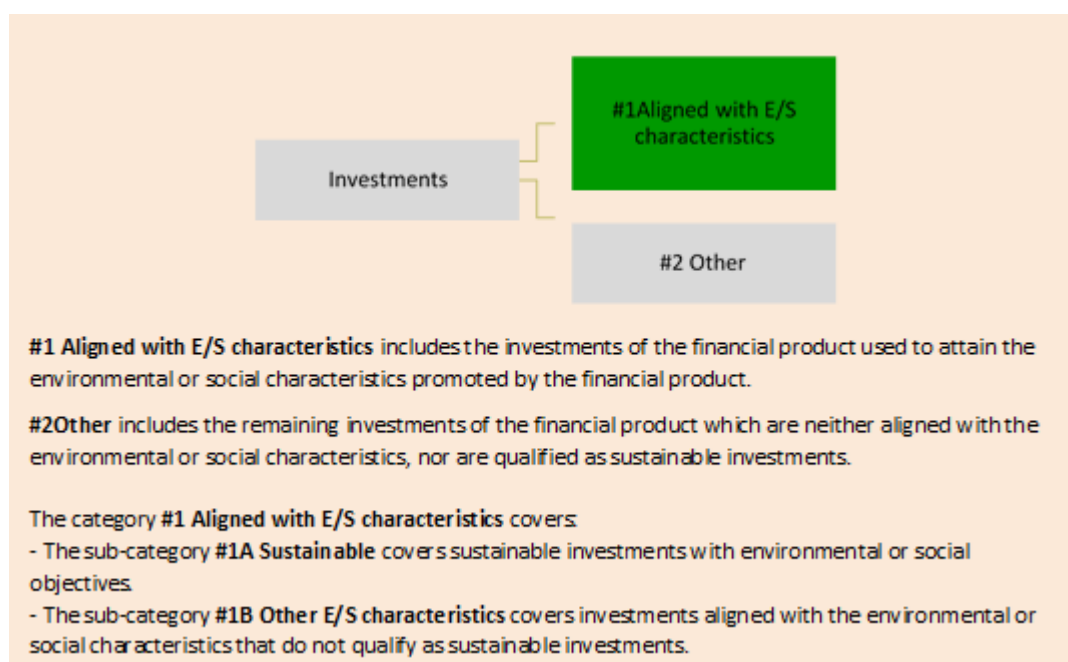 #1Aligned with E/S
characteristics
Investments
#2 Other
#1 Aligned with E/S characteristics includes the investments of the financial product used to attain the
environmental or social characteristics promoted by the financial product.
#2Other includes the remaining investments of the financial product which are neither aligned with the
environmental or social characteristics, nor are qualified as sustainable investments.
The category #1 Aligned with E/S characteristics covers:
- The sub-category #1A Sustainable covers sustainable investments with environmental or social
objectives.
- The sub-category #1B Other E/S characteristics covers investments aligned with the environmental or
social characteristics that do not qualify as sustainable investments.